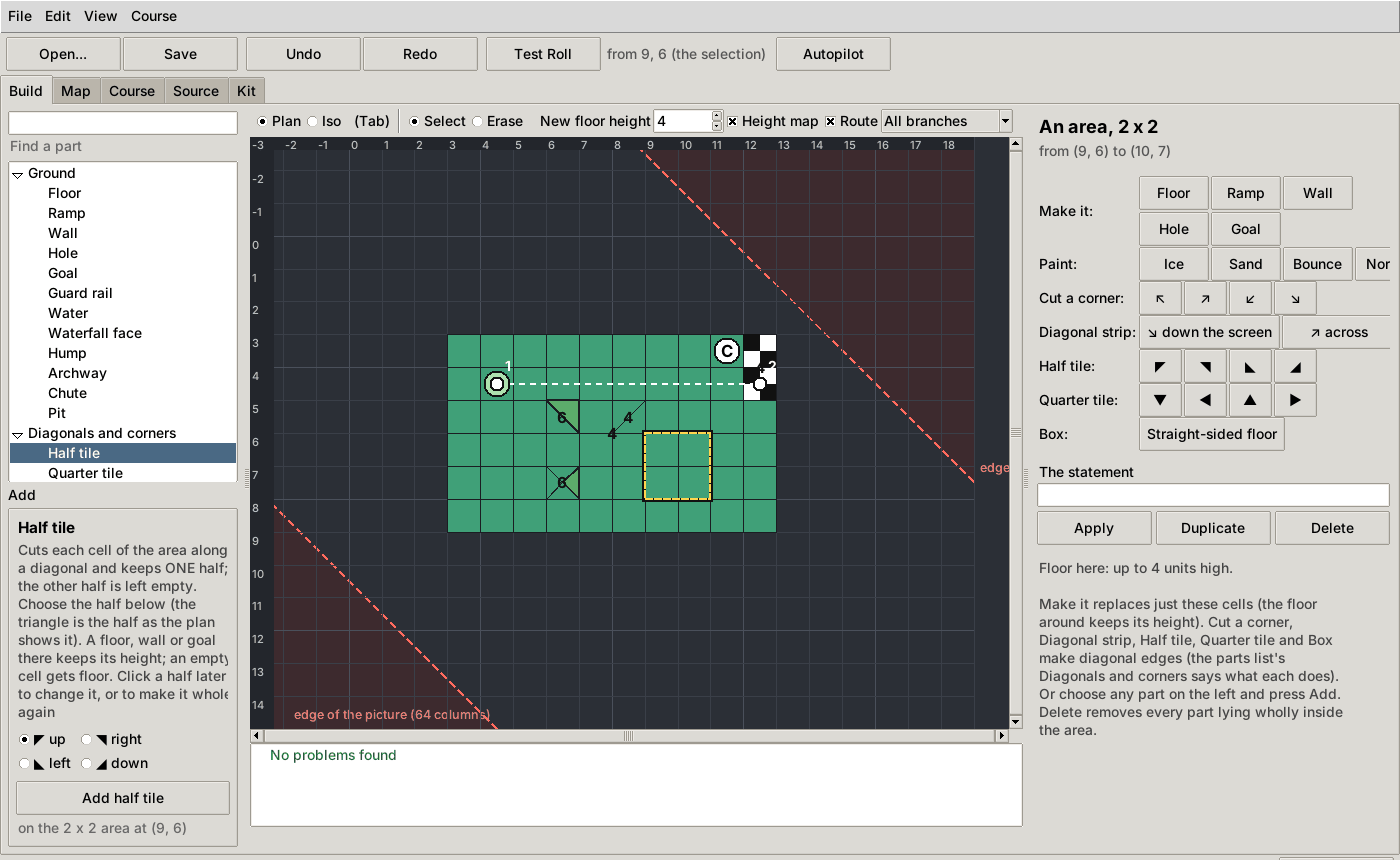 File Edit View Course
Open... Save Undo Redo Test Roll from 9, 6 (the selection) Autopilot
Build Map Course Source Kit
Find a part
Ground
Floor
Ramp
Wall
Hole
Goal
Guard rail
Water
Waterfall face
Hump
Archway
Chute
Pit
Diagonals and corners
Half tile
Quarter tile
Add
Half tile
Cuts each cell of the area along
a diagonal and keeps ONE half;
the other half is left empty.
Choose the half below (the
triangle is the half as the plan
shows it). A floor, wall or goal
there keeps its height; an empty
cell gets floor. Click a half later
to change it, or to make it whole
again
up right
left down
Add half tile
on the 2 x 2 area at (9, 6)
Plan Iso (Tab) Select Erase New floor height 4 Height map Route All branches
-3 -2 -1 0 1 2 3 4 5 6 7 8 9 10 11 12 13 14 15 16 17 18
-2
-1
0
1
2
3
4
5
6
7
8
9
10
11
12
13
14
C
1
2
6 4
4
6
edge
edge of the picture (64 columns)
No problems found
An area, 2 x 2
from (9, 6) to (10, 7)
Make it: Floor Ramp Wall
Hole Goal
Paint: Ice Sand Bounce Nor
Cut a corner: ↖ ↗ ↙ ↘
Diagonal strip: ↘ down the screen ↗ across
Half tile: ◤ ◥ ◣ ◢
Quarter tile: ▼ ◀ ▲ ▶
Box: Straight-sided floor
The statement
Apply Duplicate Delete
Floor here: up to 4 units high.
Make it replaces just these cells (the floor
around keeps its height). Cut a corner,
Diagonal strip, Half tile, Quarter tile and Box
make diagonal edges (the parts list's
Diagonals and corners says what each does).
Or choose any part on the left and press Add.
Delete removes every part lying wholly inside
the area.